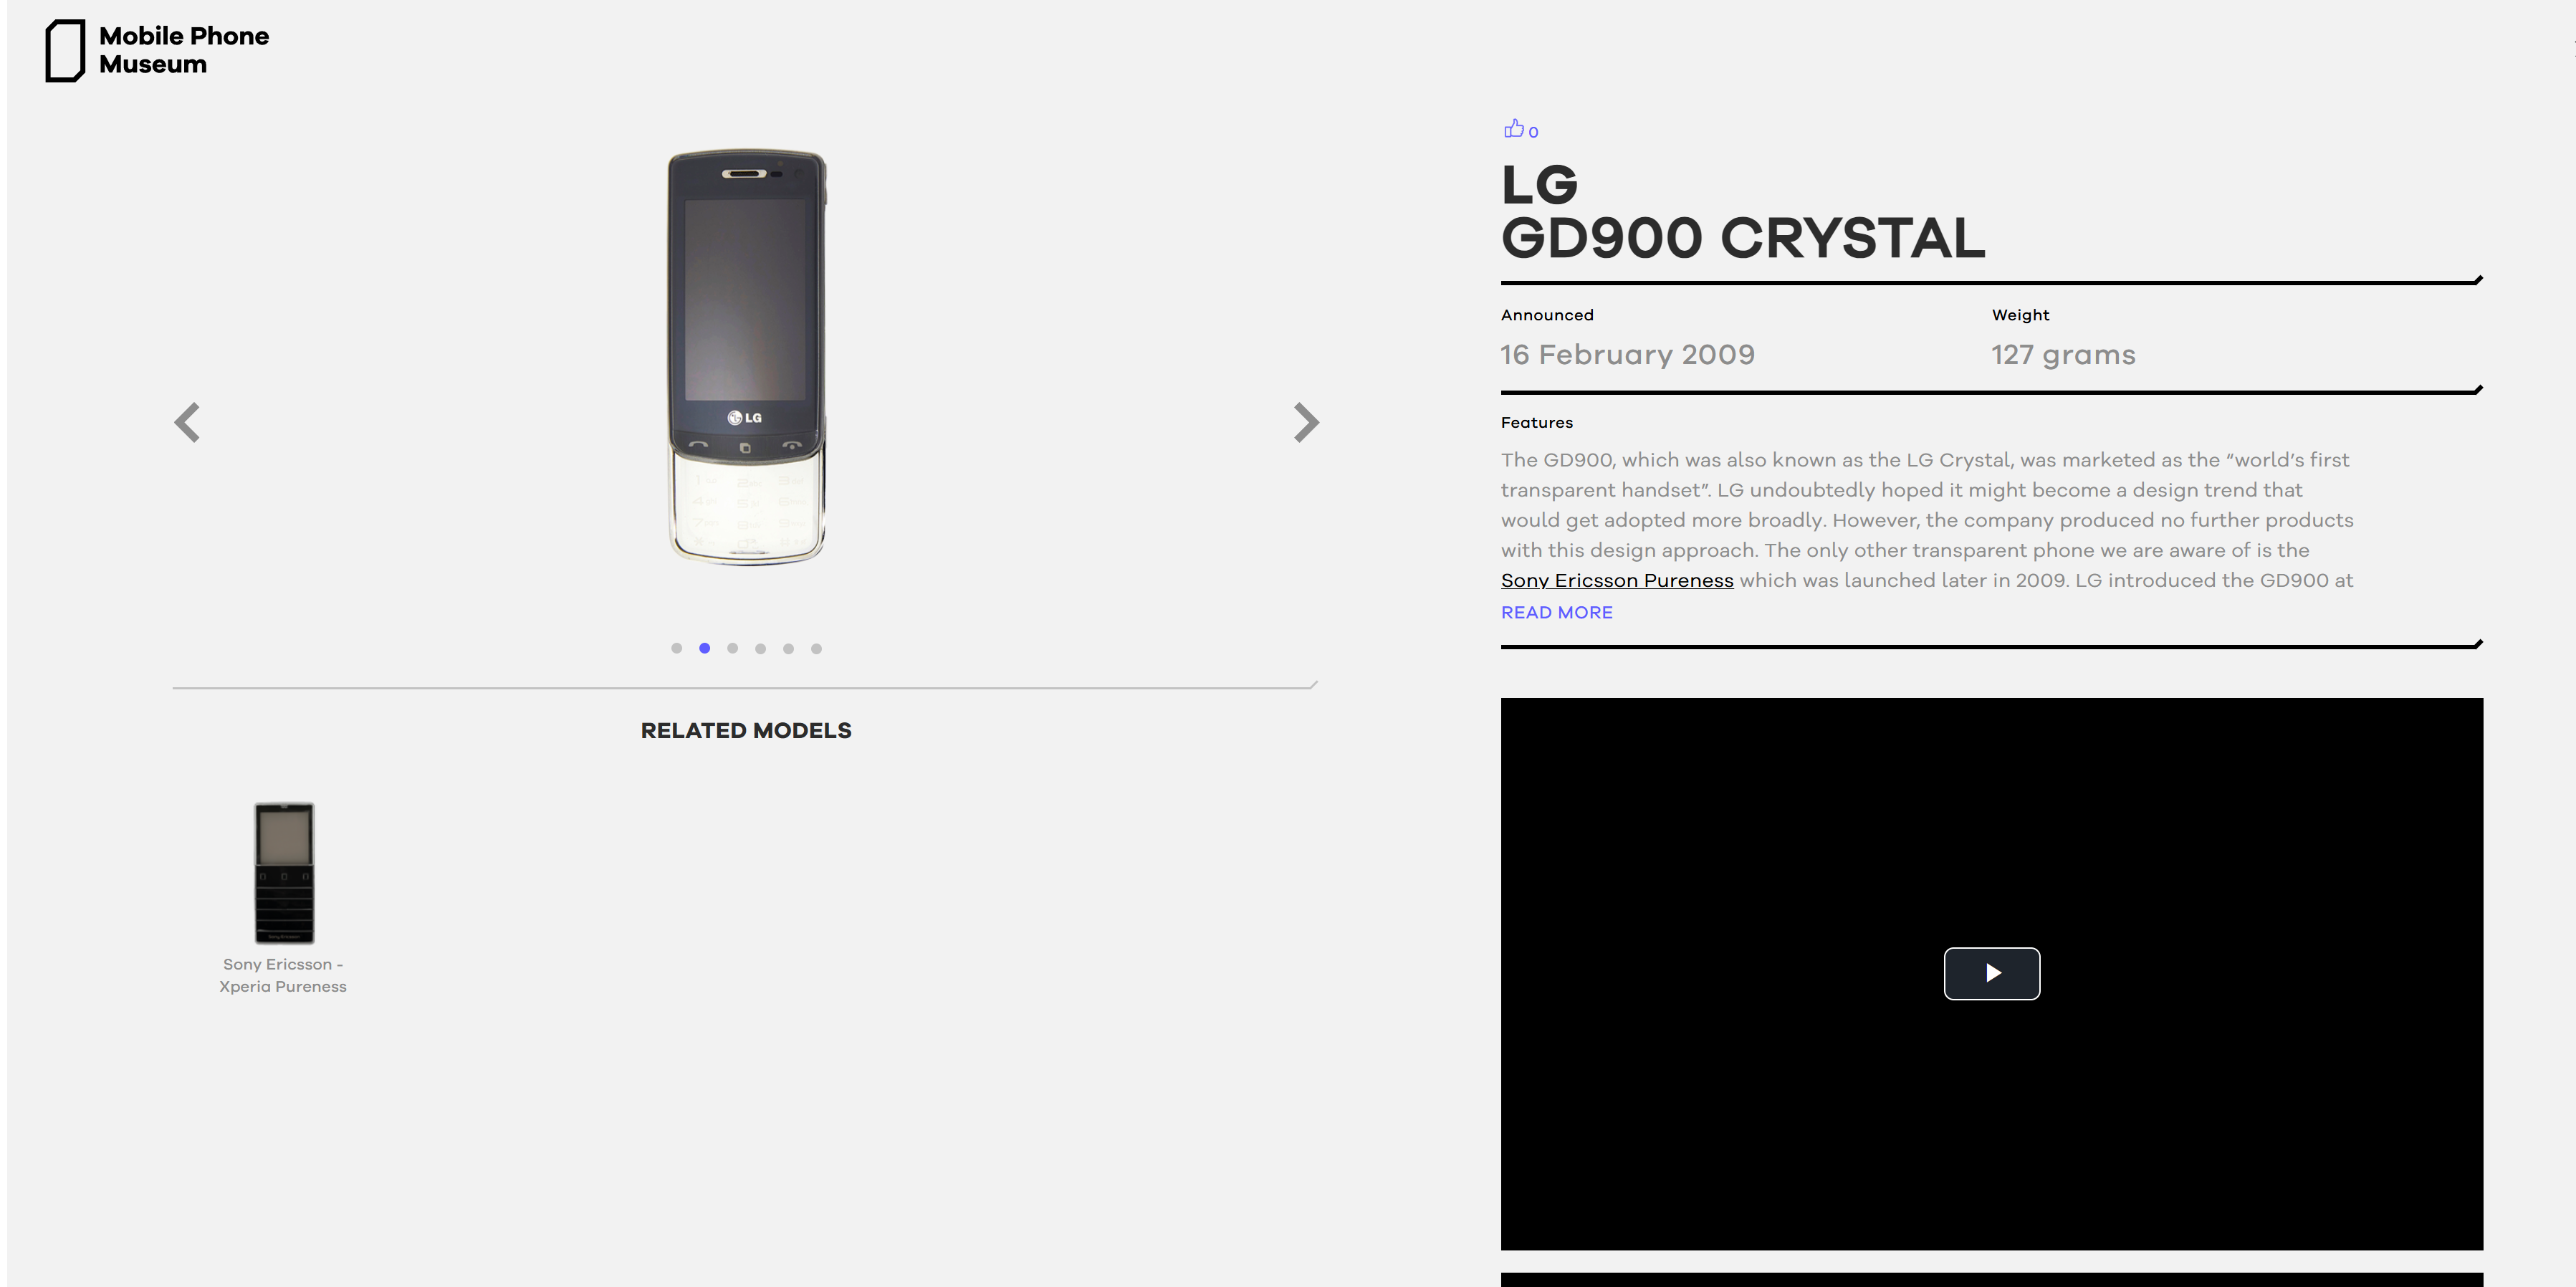 Mobile Phone
Museum
LG
0
LG
GD900 CRYSTAL
Announced
Weight
16 February 2009
127 grams
Features
The GD900, which was also known as the LG Crystal, was marketed as the “world’s first
transparent handset”. LG undoubtedly hoped it might become a design trend that
would get adopted more broadly. However, the company produced no further products
with this design approach. The only other transparent phone we are aware of is the
Sony Ericsson Pureness which was launched later in 2009. LG introduced the GD900 at
READ MORE
RELATED MODELS
Sony Ericsson -
Xperia Pureness